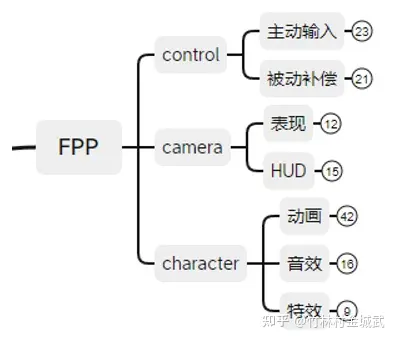 FPP
control
主动输入 23
被动补偿 21
camera
表现 12
HUD 15
character
动画 42
音效 16
特效 9
知乎 @竹林村金城武